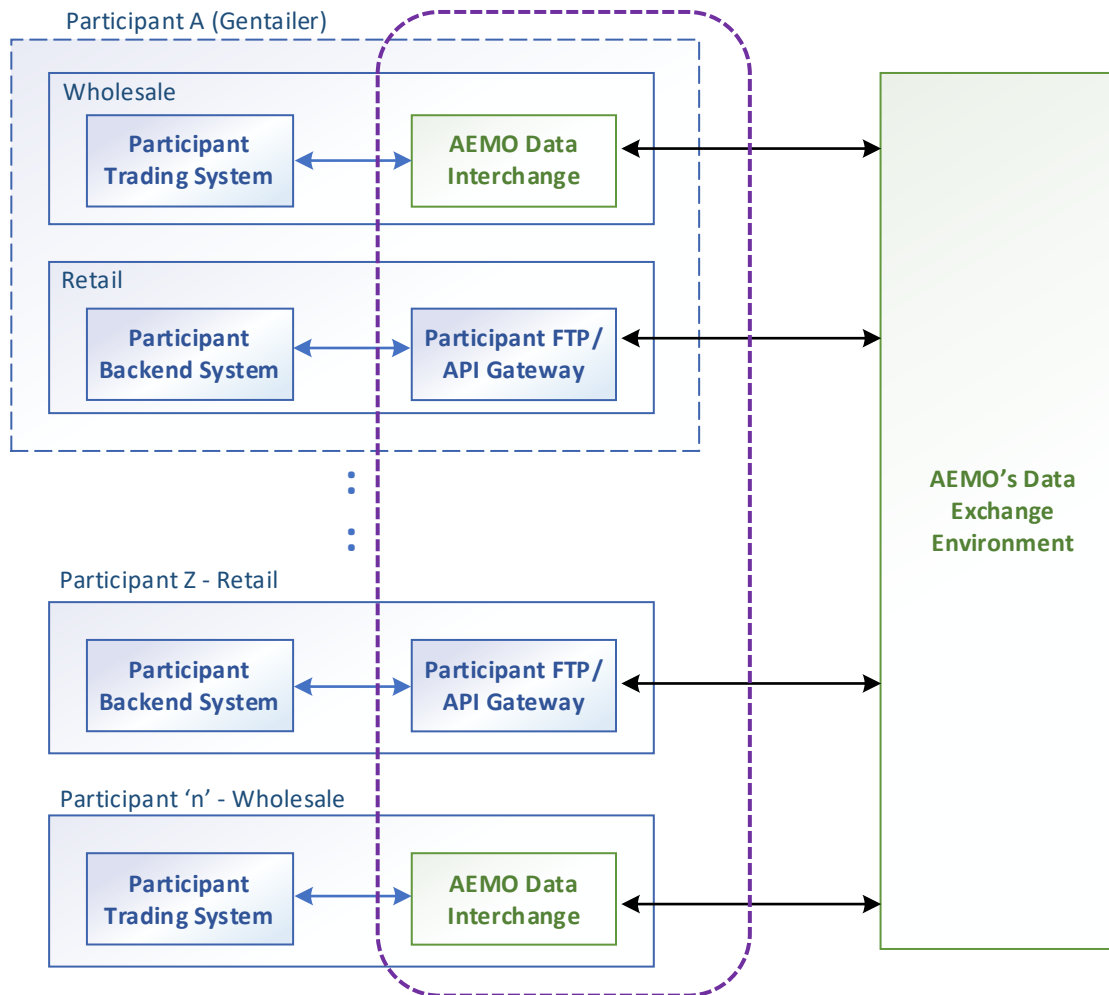 Participant A (Gentailer)
Wholesale
Participant
Trading System
AEMO Data
Interchange
Retail
Participant
Backend System
Participant FTP/
API Gateway
AEMO’s Data
Exchange
Environment
Participant Z - Retail
Participant
Backend System
Participant FTP/
API Gateway
Participant ‘n’ - Wholesale
Participant
Trading System
AEMO Data
Interchange